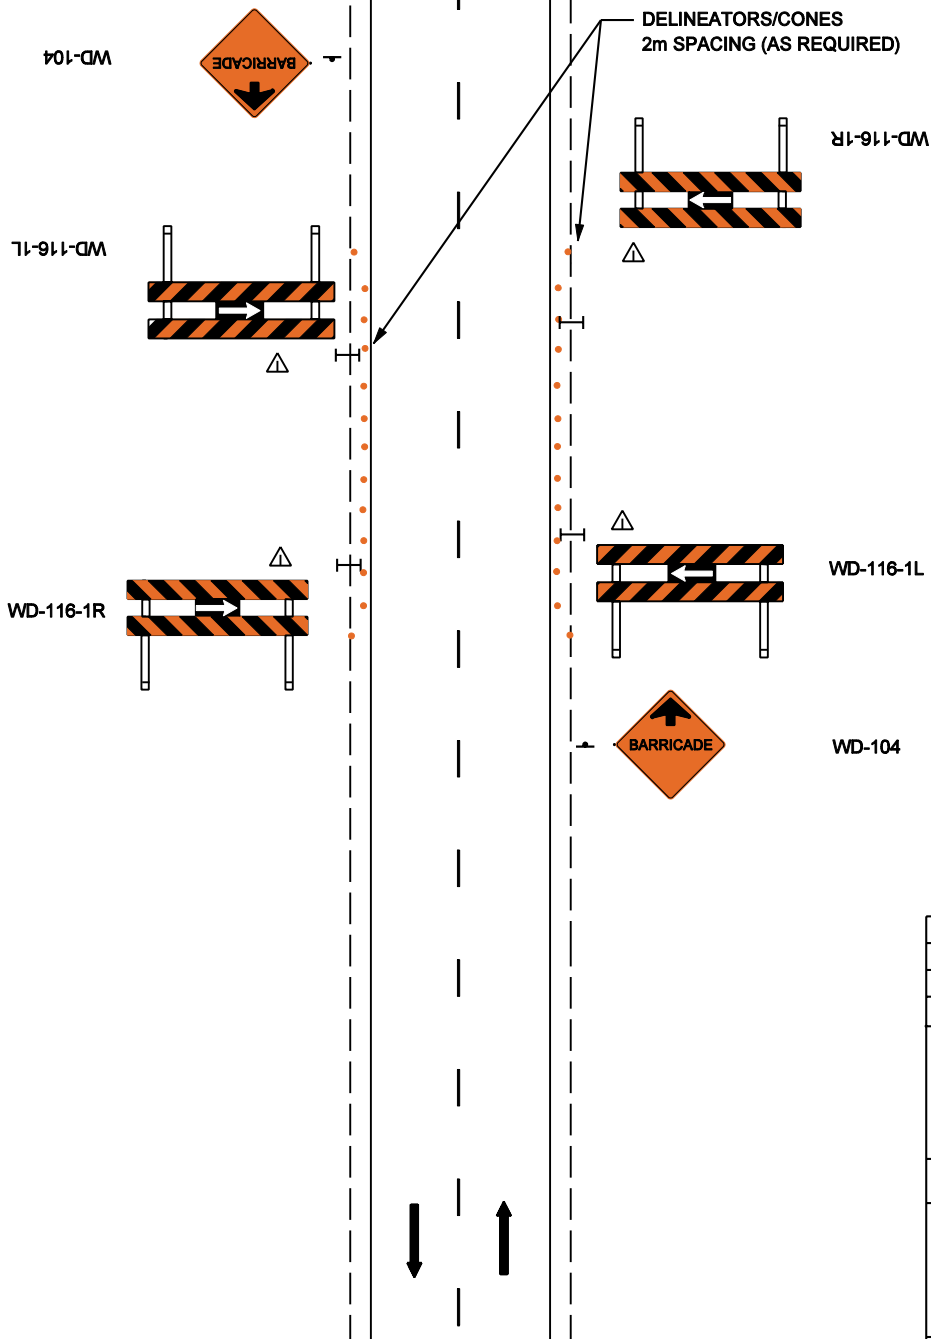 DELINEATORS/CONES
2m SPACING (AS REQUIRED)
WD-104
BARRICADE
WD-116-1R
WD-116-1L
WD-116-1R
WD-116-1L
BARRICADE
WD-104